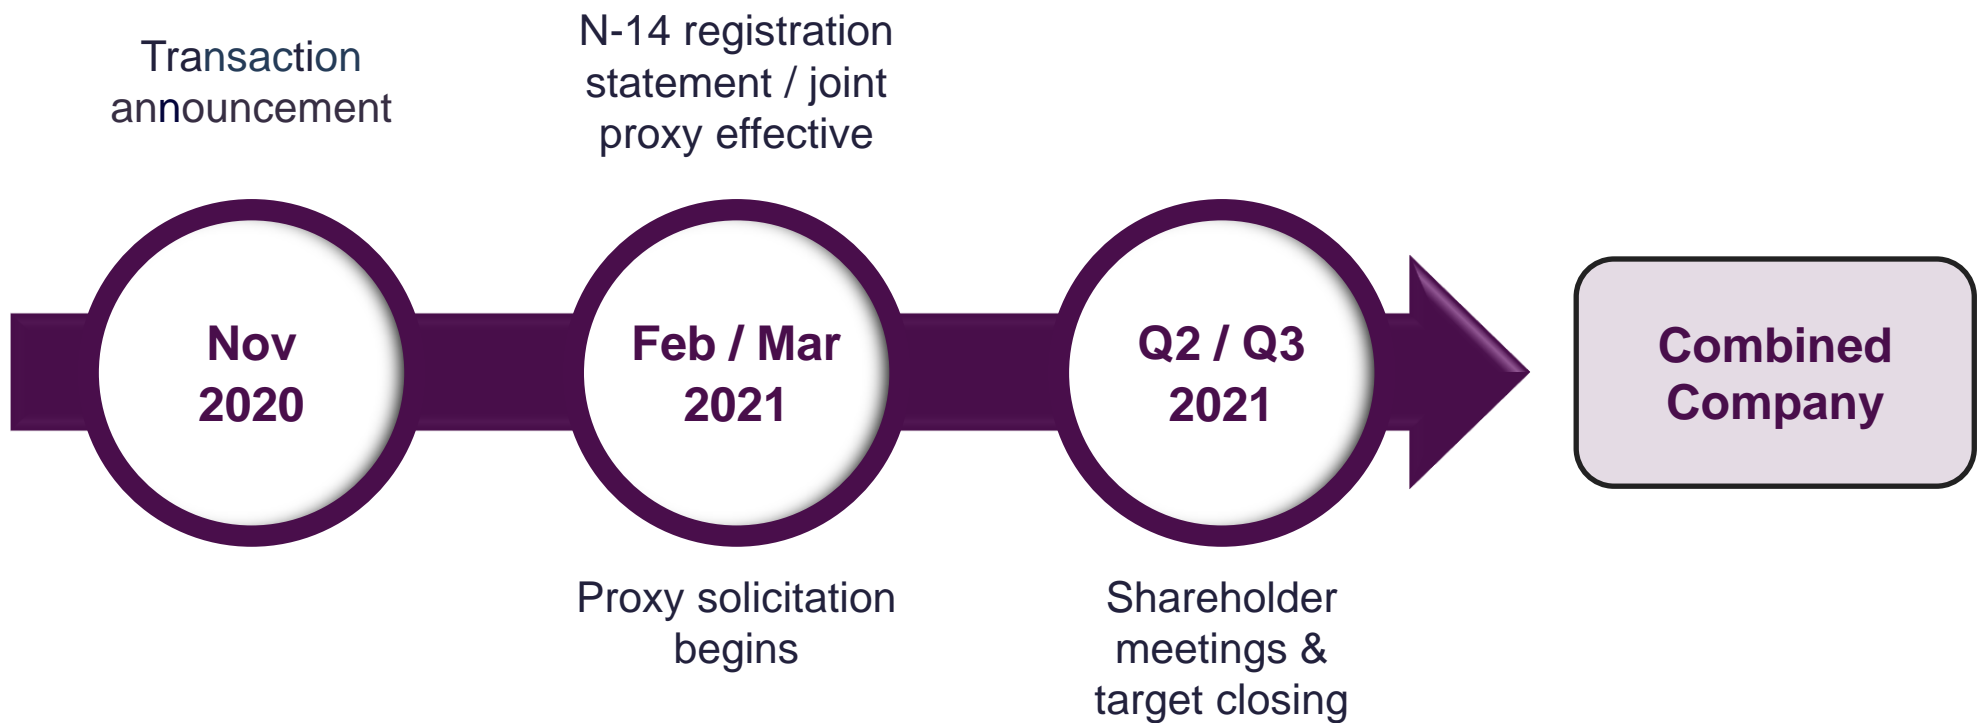 Transaction
announcement
N-14 registration
statement / joint
proxy effective
Nov
2020
Feb / Mar
2021
Q2 / Q3
2021
Combined
Company
Proxy solicitation
begins
Shareholder
meetings &
target closing